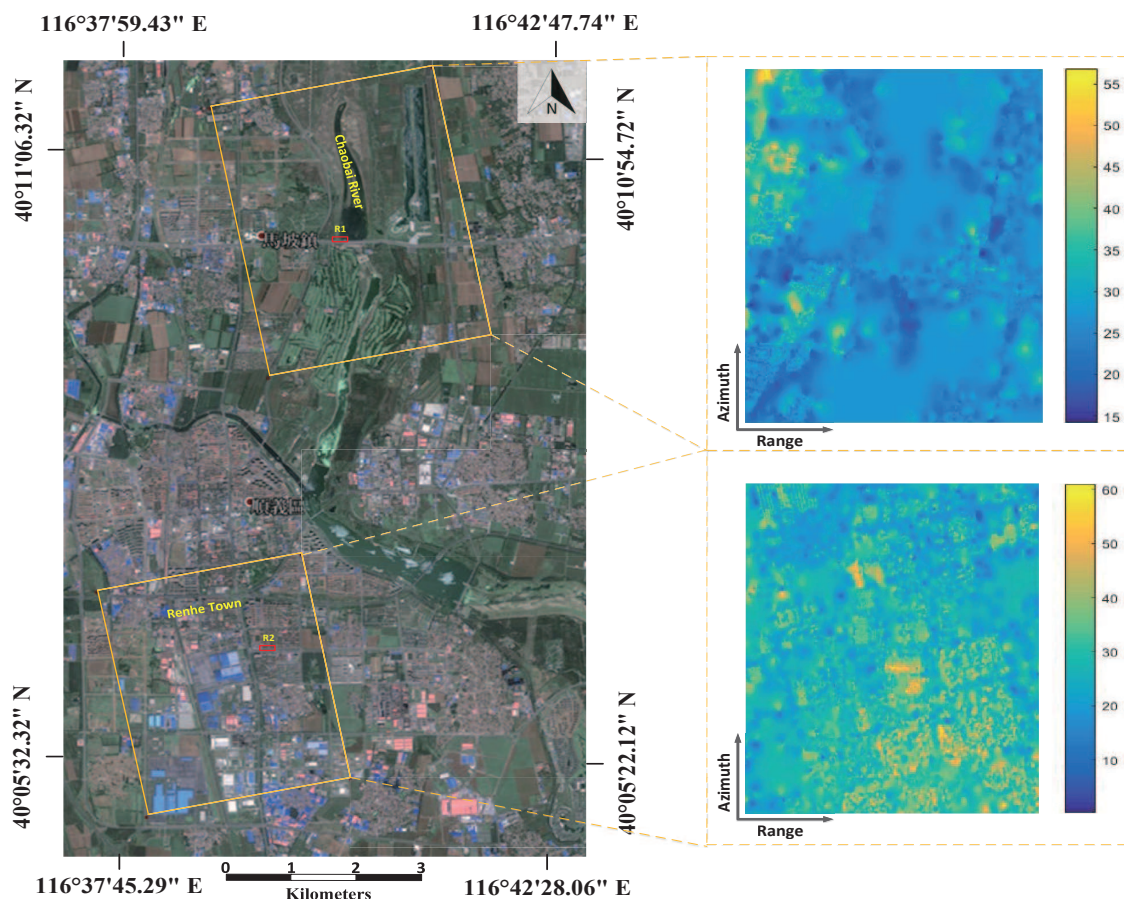 116°37'59.43" E
116°42'47.74" E
40°11'06.32" N
40°10'54.72" N
N
Chaobai River
R1
馬坡鎮
Renhe Town
R2
40°05'32.32" N
40°05'22.12" N
0 1 2 3
Kilometers
116°37'45.29" E
116°42'28.06" E
Azimuth
Range
55
50
45
40
35
30
25
20
15
Azimuth
Range
60
50
40
30
20
10